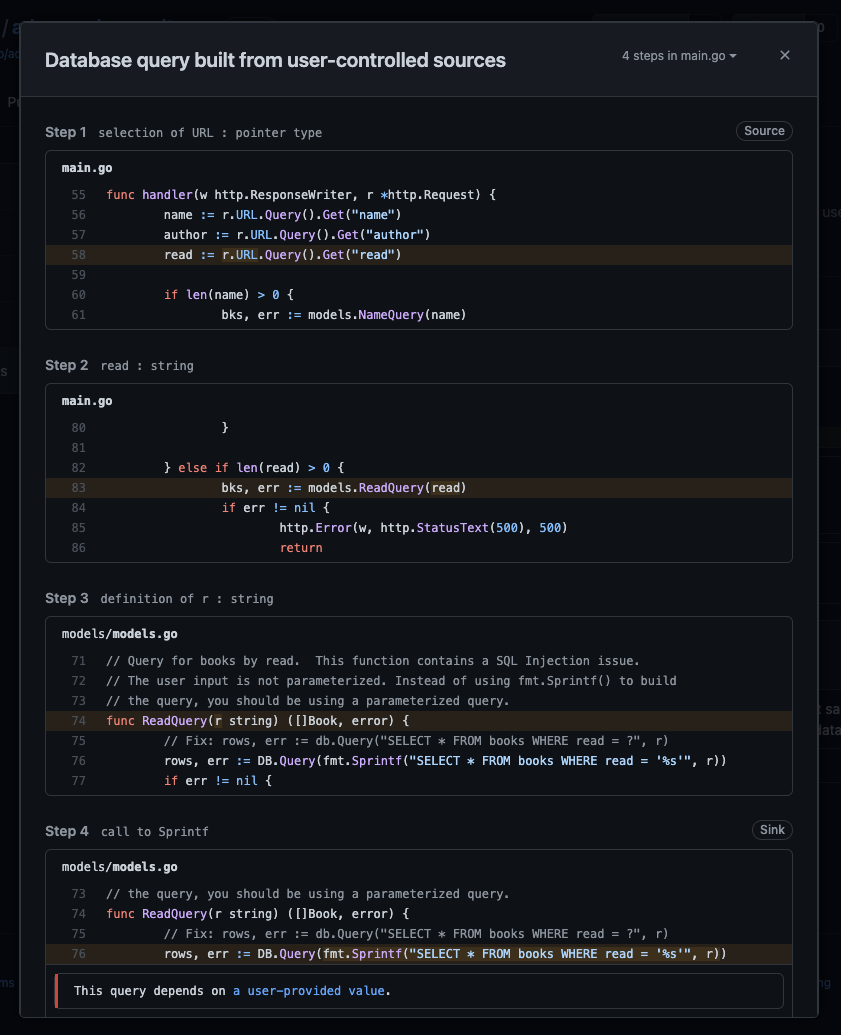 Database query built from user-controlled sources
4 steps in main.go
Step 1 selection of URL : pointer type
Source
main.go
55 func handler(w http.ResponseWriter, r *http.Request) {
56 name := r.URL.Query().Get("name")
57 author := r.URL.Query().Get("author")
58 read := r.URL.Query().Get("read")
59
60 if len(name) > 0 {
61 bks, err := models.NameQuery(name)
Step 2 read : string
main.go
80 }
81
82 } else if len(read) > 0 {
83 bks, err := models.ReadQuery(read)
84 if err != nil {
85 http.Error(w, http.StatusText(500), 500)
86 return
Step 3 definition of r : string
models/models.go
71 // Query for books by read.  This function contains a SQL Injection issue.
72 // The user input is not parameterized. Instead of using fmt.Sprintf() to build
73 // the query, you should be using a parameterized query.
74 func ReadQuery(r string) ([]Book, error) {
75 // Fix: rows, err := db.Query("SELECT * FROM books WHERE read = ?", r)
76 rows, err := DB.Query(fmt.Sprintf("SELECT * FROM books WHERE read = '%s'", r))
77 if err != nil {
Step 4 call to Sprintf
Sink
models/models.go
73 // the query, you should be using a parameterized query.
74 func ReadQuery(r string) ([]Book, error) {
75 // Fix: rows, err := db.Query("SELECT * FROM books WHERE read = ?", r)
76 rows, err := DB.Query(fmt.Sprintf("SELECT * FROM books WHERE read = '%s'", r))
This query depends on a user-provided value.